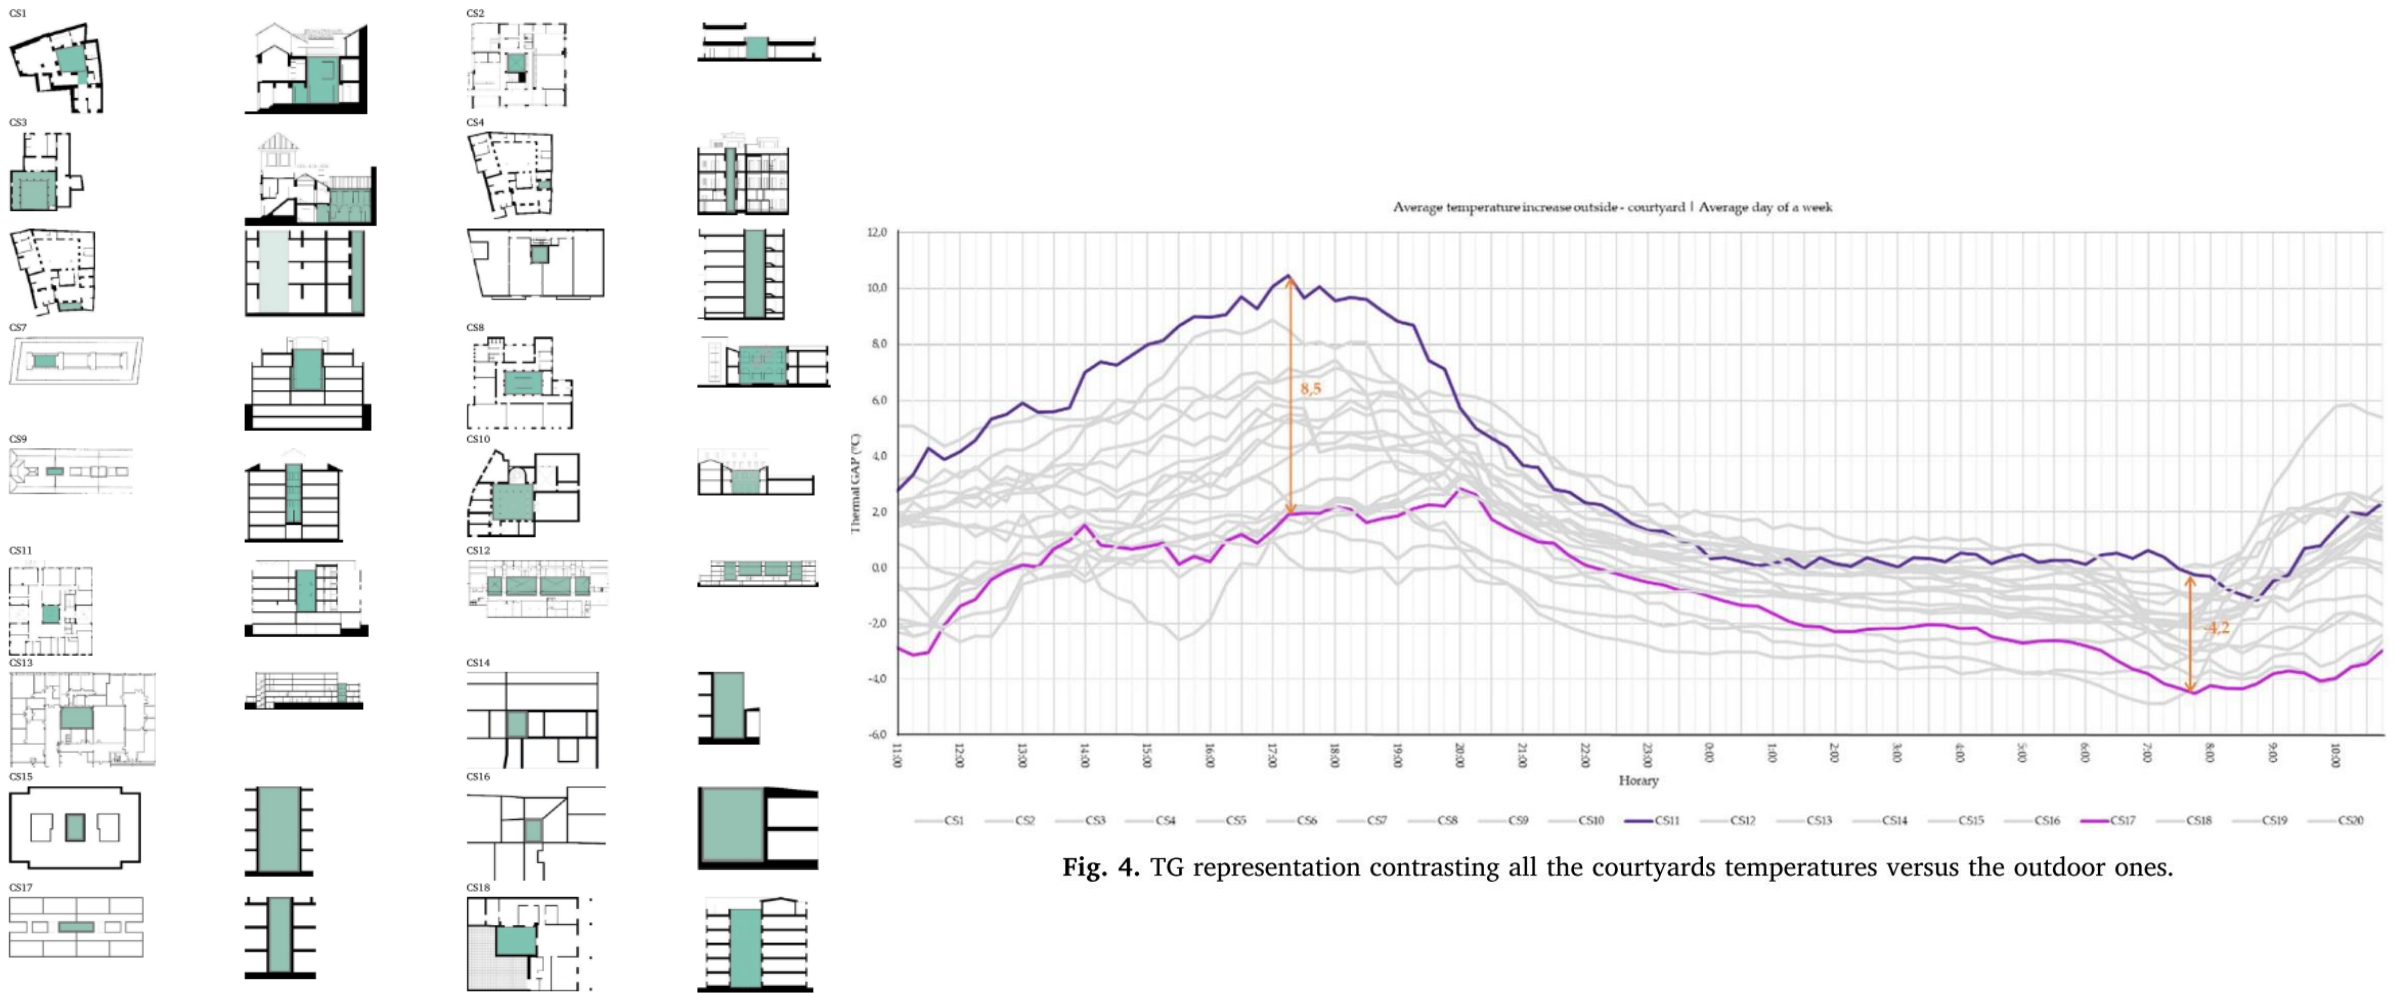 CS1
CS2
CS3
CS4
CS7
CS8
CS9
CS10
CS11
CS12
CS13
CS14
CS15
CS16
CS17
CS18
Average temperature increase outside - courtyard | Average day of a week
Thermal GAP (°C)
12,0
10,0
8,0
6,0
4,0
2,0
0,0
-2,0
-4,0
-6,0
8,5
-4,2
11:00 12:00 13:00 14:00 15:00 16:00 17:00 18:00 19:00 20:00 21:00 22:00 23:00 0:00 1:00 2:00 3:00 4:00 5:00 6:00 7:00 8:00 9:00 10:00
Horary
CS1 CS2 CS3 CS4 CS5 CS6 CS7 CS8 CS9 CS10 CS11 CS12 CS13 CS14 CS15 CS16 CS17 CS18 CS19 CS20
Fig. 4. TG representation contrasting all the courtyards temperatures versus the outdoor ones.